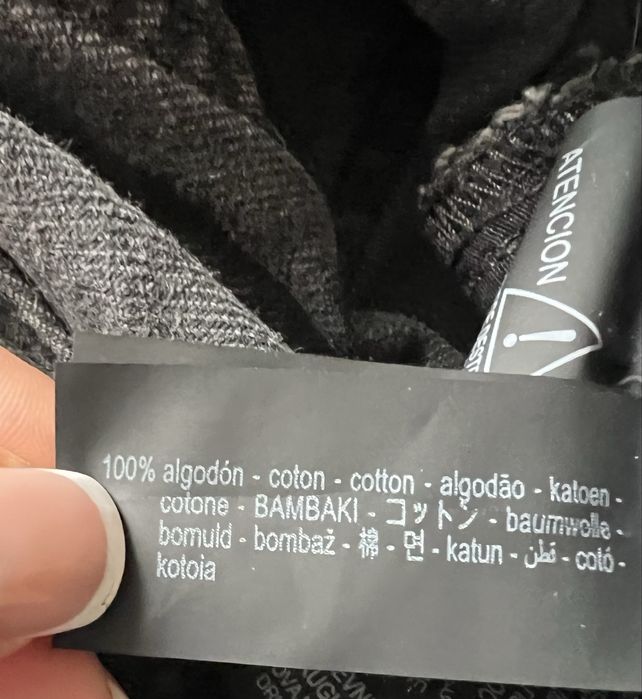 ATENCION
100% algodón - coton - cotton - algodão - katoen -
cotone - BAMBAKI - コットン - baumwolle -
bomuld - bombaž - 棉 - 면 - katun - قطن - cotó -
kotoia